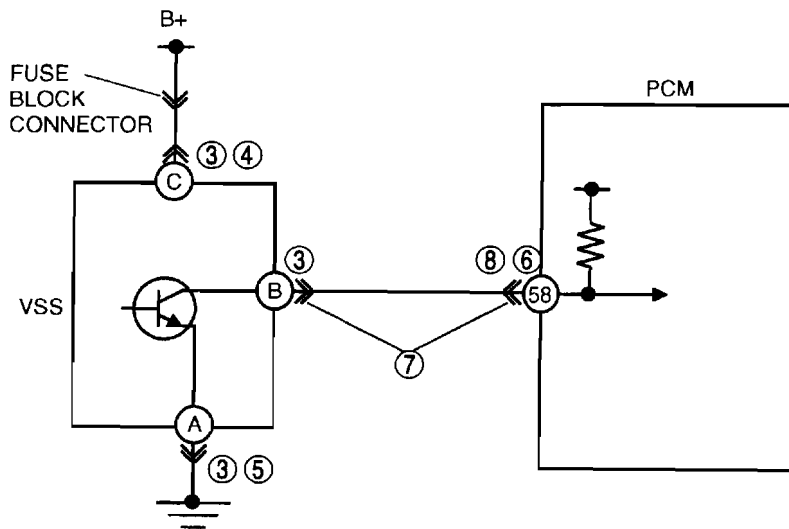 B+
FUSE
BLOCK
CONNECTOR
PCM
③ ④
C
③
⑧ ⑥
VSS
B
58
⑦
A
③ ⑤